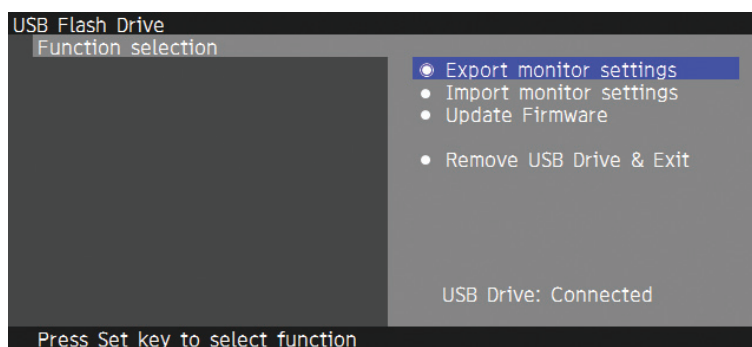 USB Flash Drive
Function selection
Export monitor settings
Import monitor settings
Update Firmware
Remove USB Drive & Exit
USB Drive: Connected
Press Set key to select function